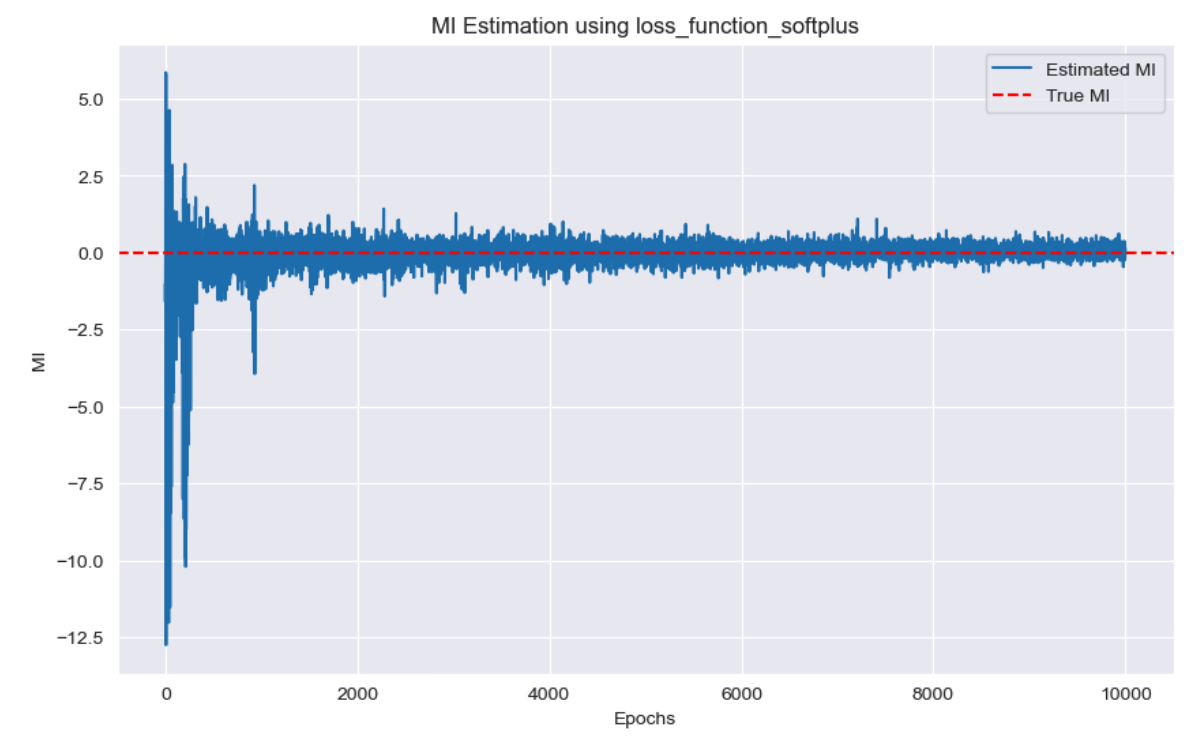 MI Estimation using loss_function_softplus
Estimated MI
True MI
5.0
2.5
0.0
−2.5
−5.0
−7.5
−10.0
−12.5
MI
0 2000 4000 6000 8000 10000
Epochs